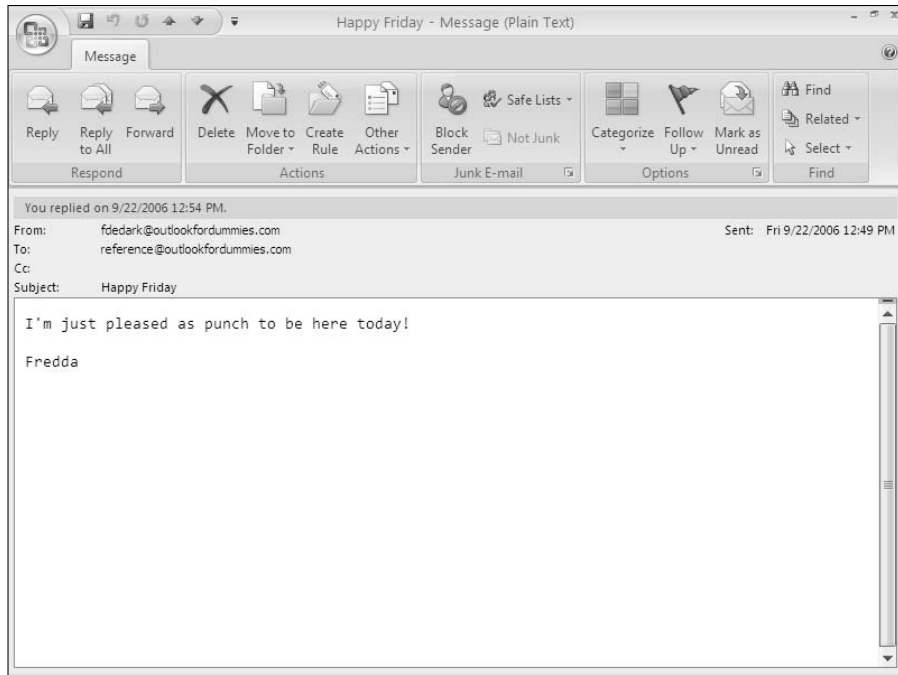 Happy Friday - Message (Plain Text)
Message
Reply
Reply to All
Forward
Respond
Delete
Move to Folder
Create Rule
Other Actions
Actions
Block Sender
Safe Lists
Not Junk
Junk E-mail
Categorize
Follow Up
Mark as Unread
Options
Find
Related
Select
Find
You replied on 9/22/2006 12:54 PM.
From: fdedark@outlookfordummies.com Sent: Fri 9/22/2006 12:49 PM
To: reference@outlookfordummies.com
Cc:
Subject: Happy Friday
I'm just pleased as punch to be here today!
Fredda